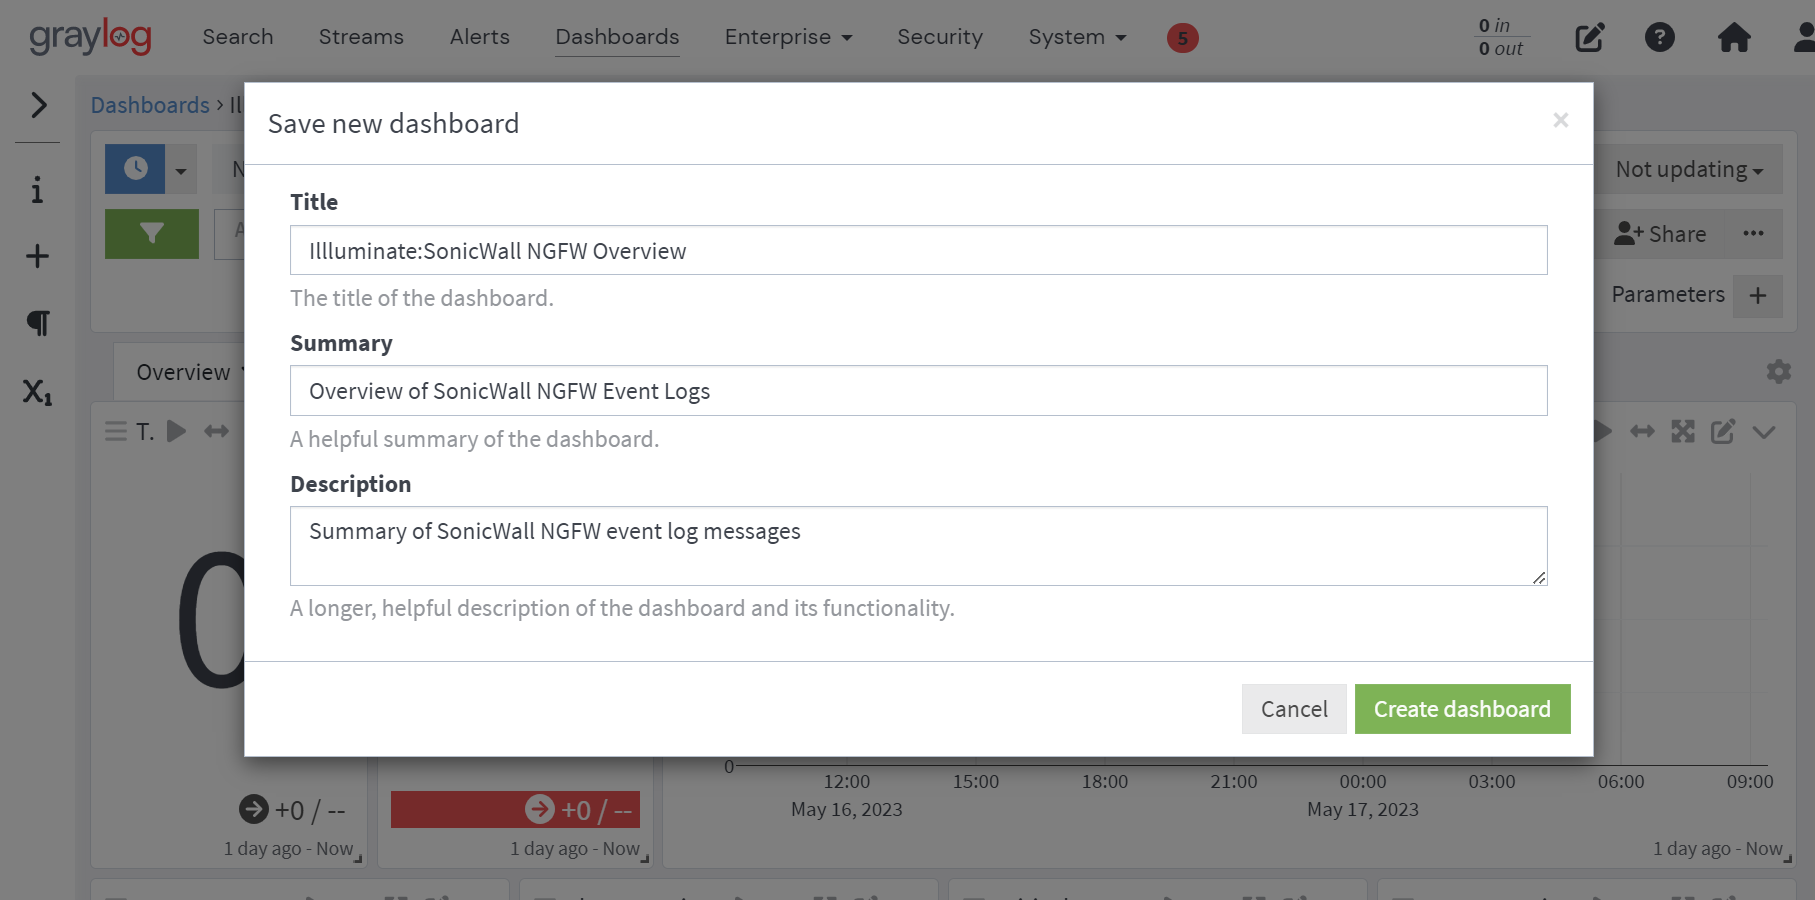 graylog Search Streams Alerts Dashboards Enterprise Security System 5 0 in
0 out
Dashboards › Il
Save new dashboard ×
Not updating
Title
Illluminate:SonicWall NGFW Overview
Share
The title of the dashboard.
Parameters +
Summary
Overview
Overview of SonicWall NGFW Event Logs
T.
A helpful summary of the dashboard.
Description
Summary of SonicWall NGFW event log messages
0
A longer, helpful description of the dashboard and its functionality.
Cancel Create dashboard
0
12:00 15:00 18:00 21:00 00:00 03:00 06:00 09:00
May 16, 2023 May 17, 2023
+0 / -- +0 / --
1 day ago - Now 1 day ago - Now 1 day ago - Now